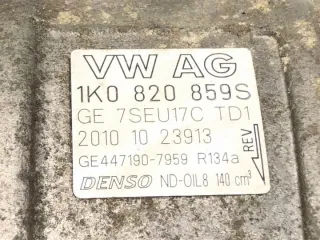 VW AG
1K0 820 859S
GE 7SEU17C TD1
2010 10 23913
GE447190-7959 R134a
DENSO ND-OIL8 140 cm³
REV